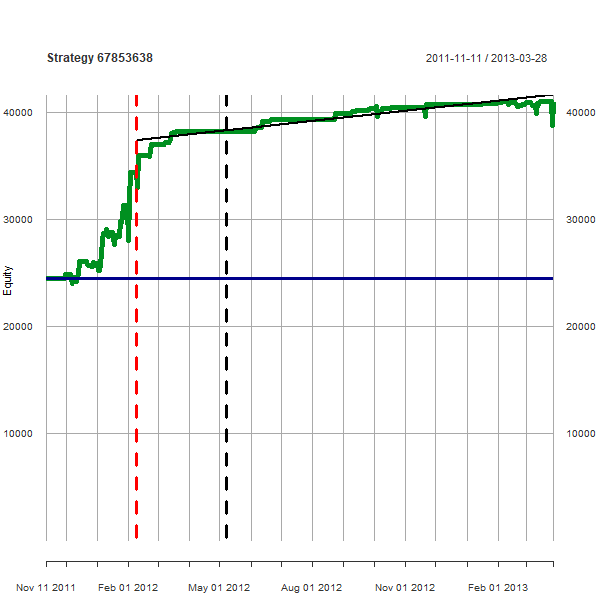 Strategy 67853638
2011-11-11 / 2013-03-28
40000
40000
30000
30000
Equity
20000
20000
10000
10000
Nov 11 2011
Feb 01 2012
May 01 2012
Aug 01 2012
Nov 01 2012
Feb 01 2013